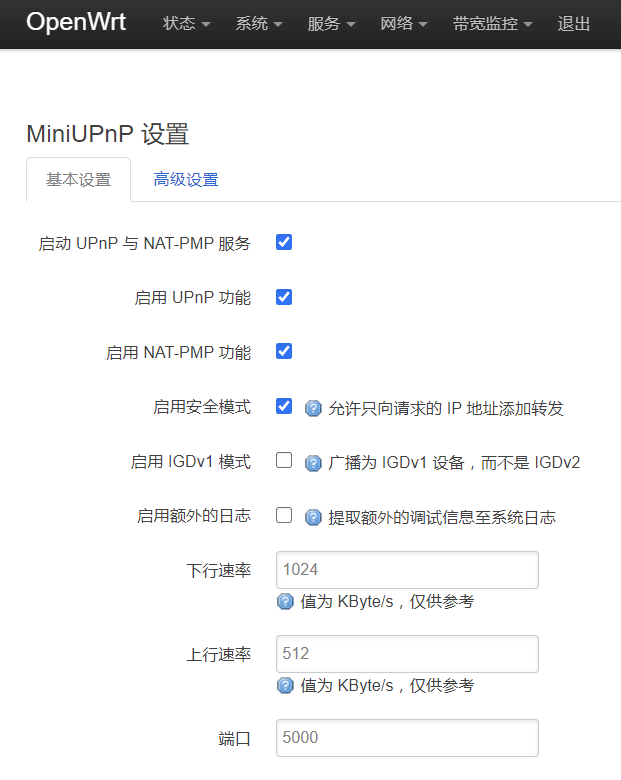 OpenWrt 状态 系统 服务 网络 带宽监控 退出
MiniUPnP 设置
基本设置 高级设置
启动 UPnP 与 NAT-PMP 服务
启用 UPnP 功能
启用 NAT-PMP 功能
启用安全模式 允许只向请求的 IP 地址添加转发
启用 IGDv1 模式 广播为 IGDv1 设备，而不是 IGDv2
启用额外的日志 提取额外的调试信息至系统日志
下行速率 1024
值为 KByte/s，仅供参考
上行速率 512
值为 KByte/s，仅供参考
端口 5000